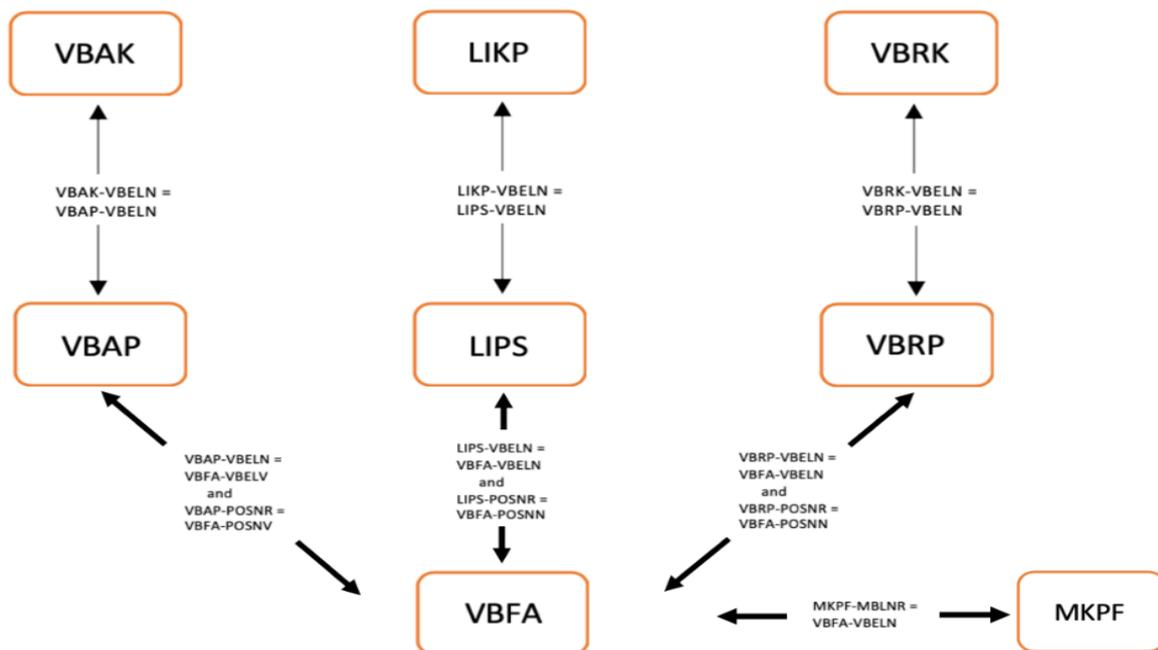 VBAK
LIKP
VBRK
VBAK-VBELN =
VBAP-VBELN
LIKP-VBELN =
LIPS-VBELN
VBRK-VBELN =
VBRP-VBELN
VBAP
LIPS
VBRP
VBAP-VBELN =
VBFA-VBELV
and
VBAP-POSNR =
VBFA-POSNV
LIPS-VBELN =
VBFA-VBELN
and
LIPS-POSNR =
VBFA-POSNN
VBRP-VBELN =
VBFA-VBELN
and
VBRP-POSNR =
VBFA-POSNN
VBFA
MKPF-MBLNR =
VBFA-VBELN
MKPF